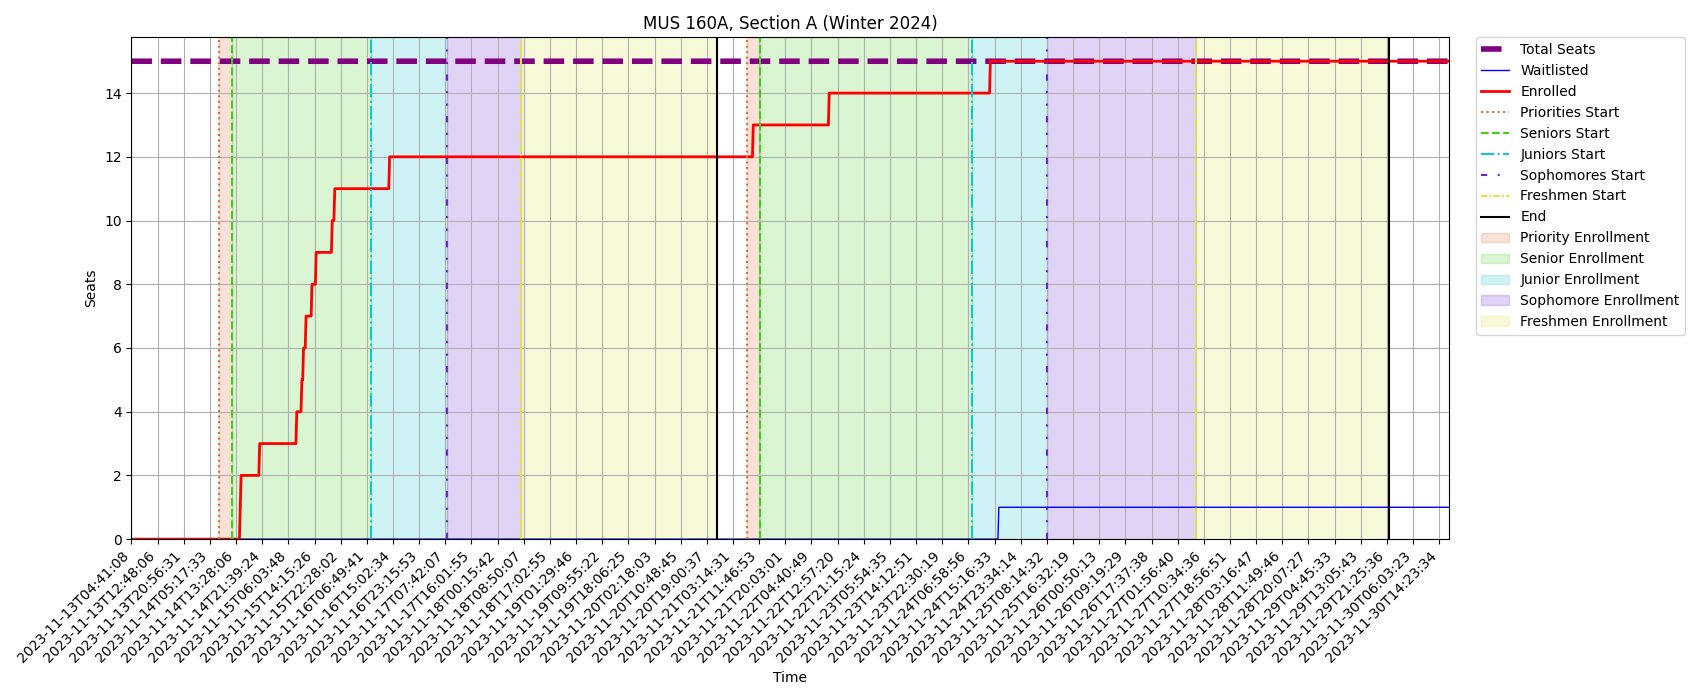 MUS 160A, Section A (Winter 2024)
Total Seats
Waitlisted
Enrolled
Priorities Start
Seniors Start
Juniors Start
Sophomores Start
Freshmen Start
End
Priority Enrollment
Senior Enrollment
Junior Enrollment
Sophomore Enrollment
Freshmen Enrollment
Seats
14
12
10
8
6
4
2
0
2023-11-13T04:41:08
2023-11-13T12:48:06
2023-11-13T20:56:31
2023-11-14T05:17:33
2023-11-14T13:28:06
2023-11-14T21:39:24
2023-11-15T06:03:48
2023-11-15T14:15:26
2023-11-15T22:28:02
2023-11-16T06:49:41
2023-11-16T15:02:34
2023-11-16T23:15:53
2023-11-17T07:42:07
2023-11-17T16:01:55
2023-11-18T00:15:42
2023-11-18T08:50:07
2023-11-18T17:02:55
2023-11-19T01:29:46
2023-11-19T09:55:22
2023-11-19T18:06:25
2023-11-20T02:18:03
2023-11-20T10:48:45
2023-11-20T19:00:37
2023-11-21T03:14:31
2023-11-21T11:46:53
2023-11-21T20:03:01
2023-11-22T04:40:49
2023-11-22T12:57:20
2023-11-22T21:15:24
2023-11-23T05:54:35
2023-11-23T14:12:51
2023-11-23T22:30:19
2023-11-24T06:58:56
2023-11-24T15:16:33
2023-11-24T23:34:14
2023-11-25T08:14:32
2023-11-25T16:32:19
2023-11-26T00:50:13
2023-11-26T09:19:29
2023-11-26T17:37:38
2023-11-27T01:56:40
2023-11-27T10:34:36
2023-11-27T18:56:51
2023-11-28T03:16:47
2023-11-28T11:49:46
2023-11-28T20:07:27
2023-11-29T04:45:33
2023-11-29T13:05:43
2023-11-29T21:25:36
2023-11-30T06:03:23
2023-11-30T14:23:34
Time